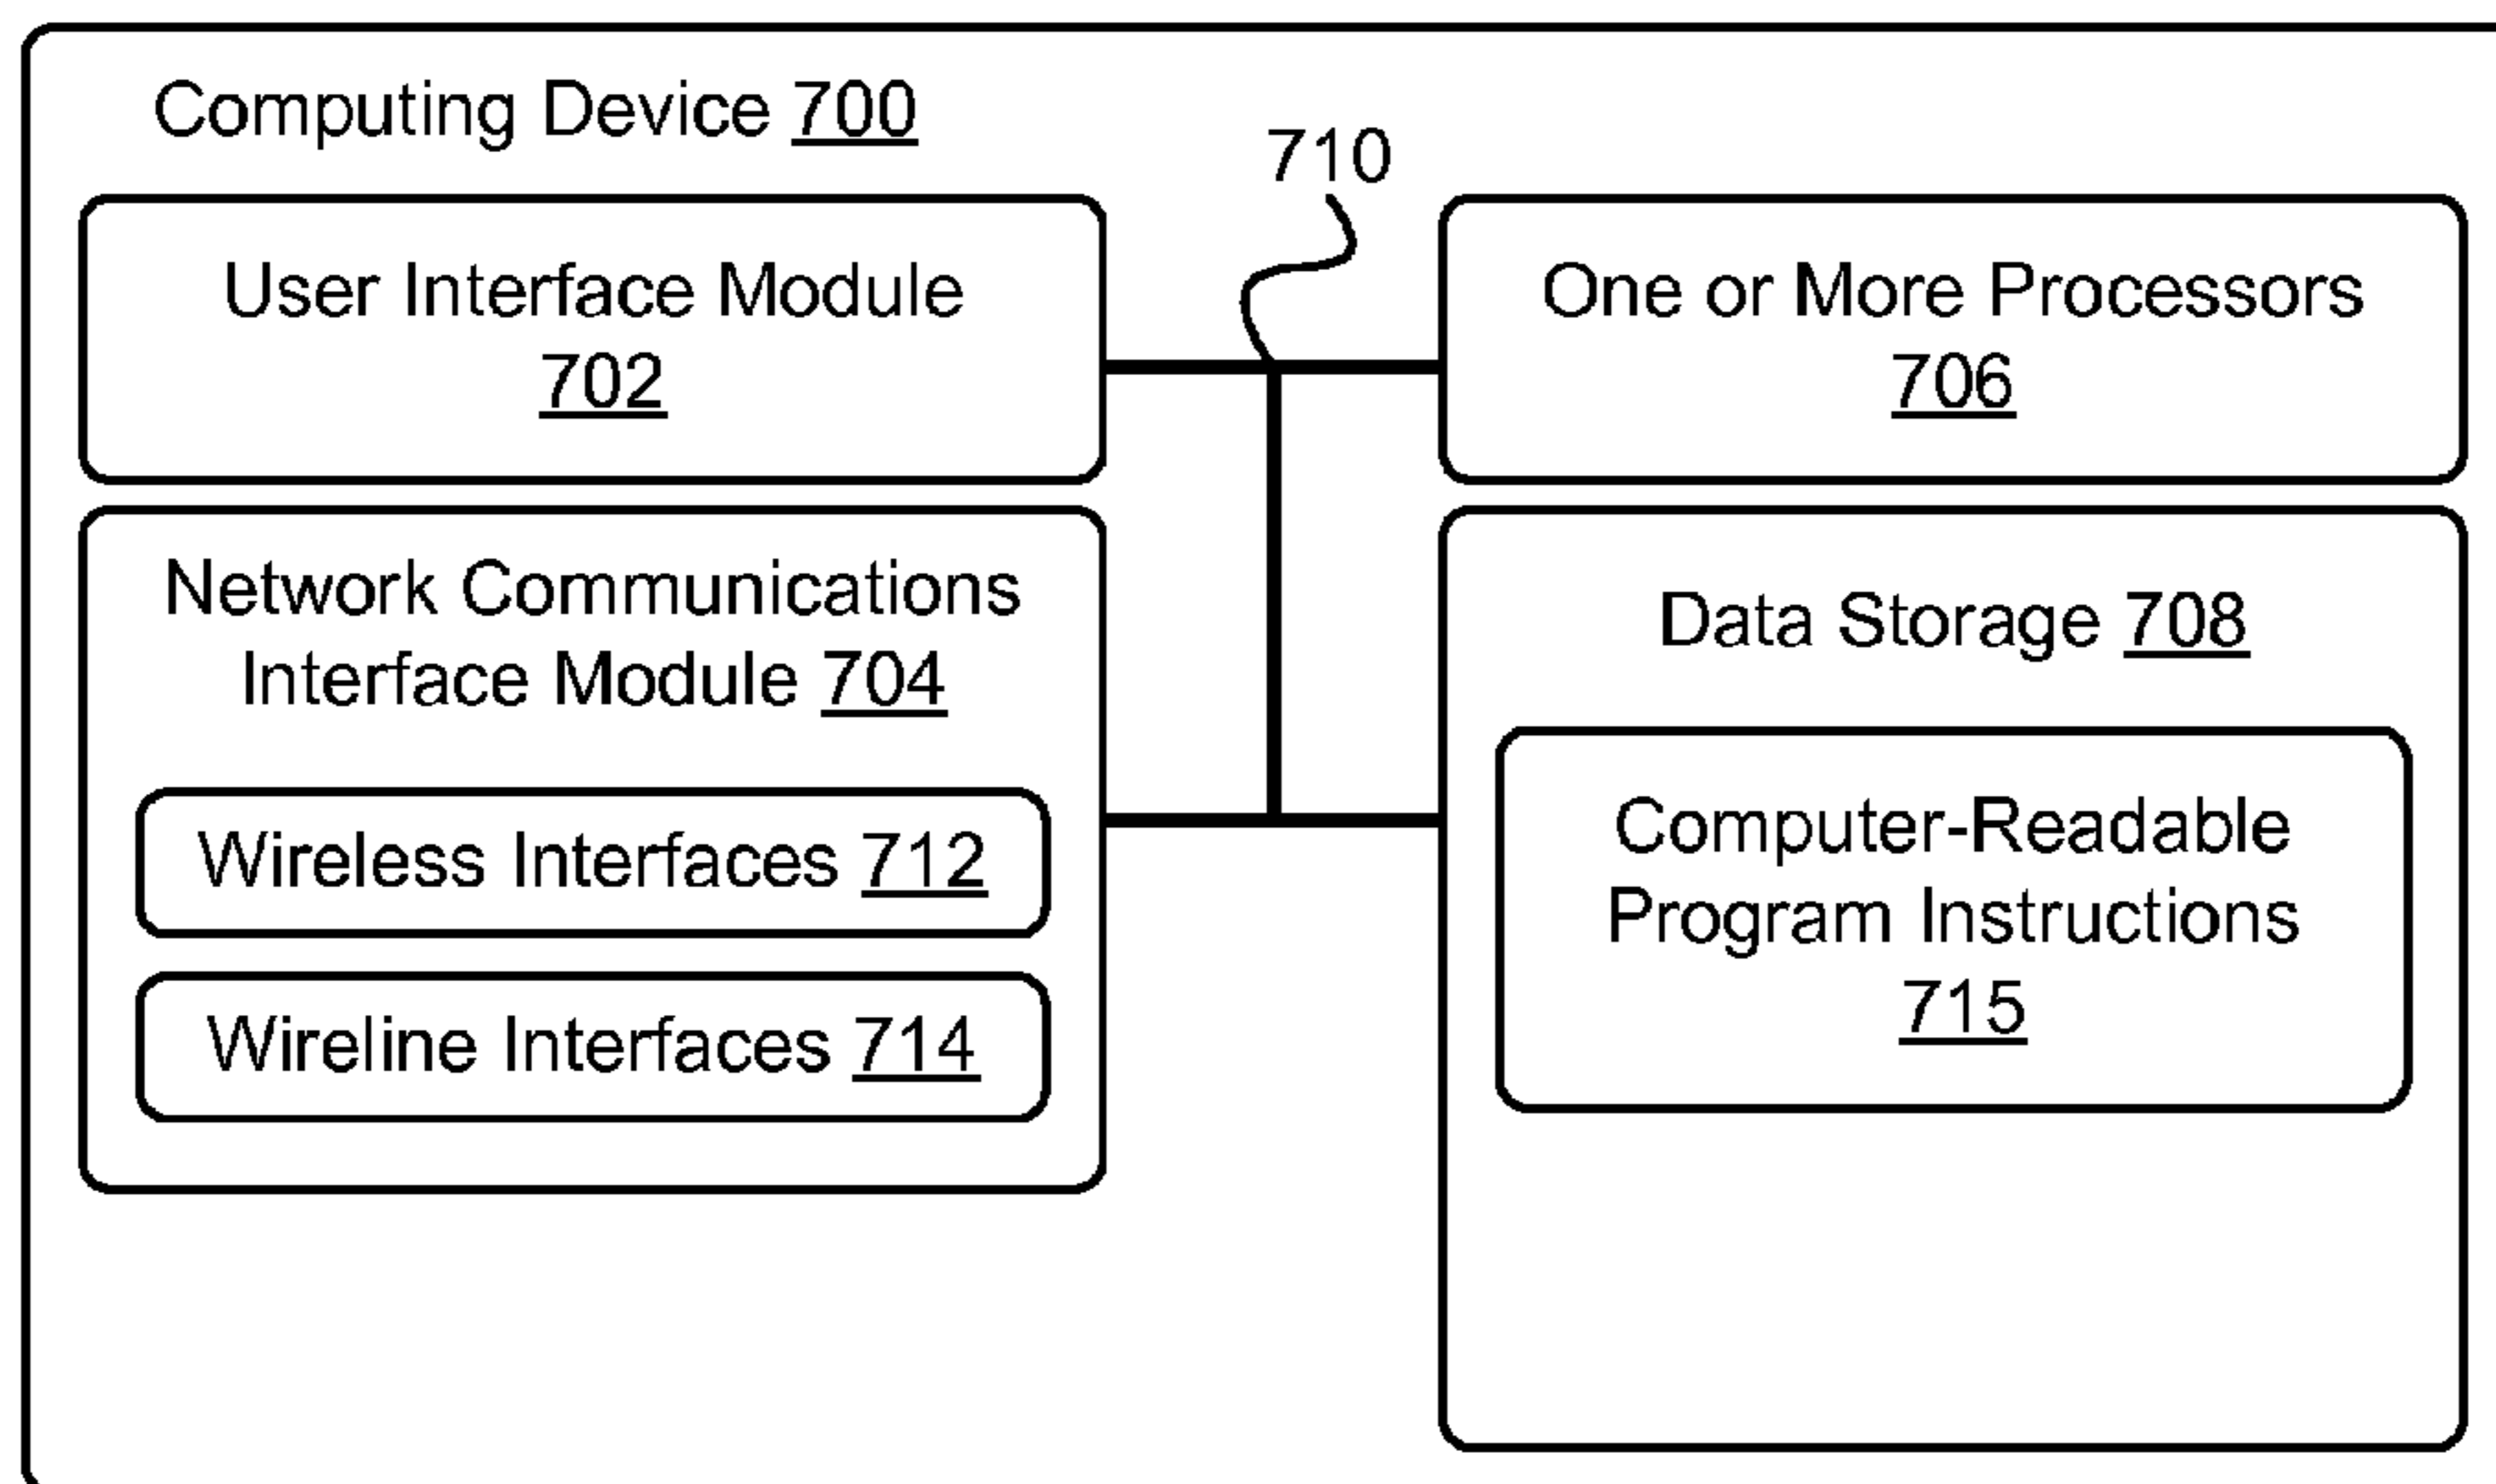 Computing Device 700
710
User Interface Module
702
One or More Processors
706
Network Communications
Interface Module 704
Wireless Interfaces 712
Wireline Interfaces 714
Data Storage 708
Computer-Readable
Program Instructions
715